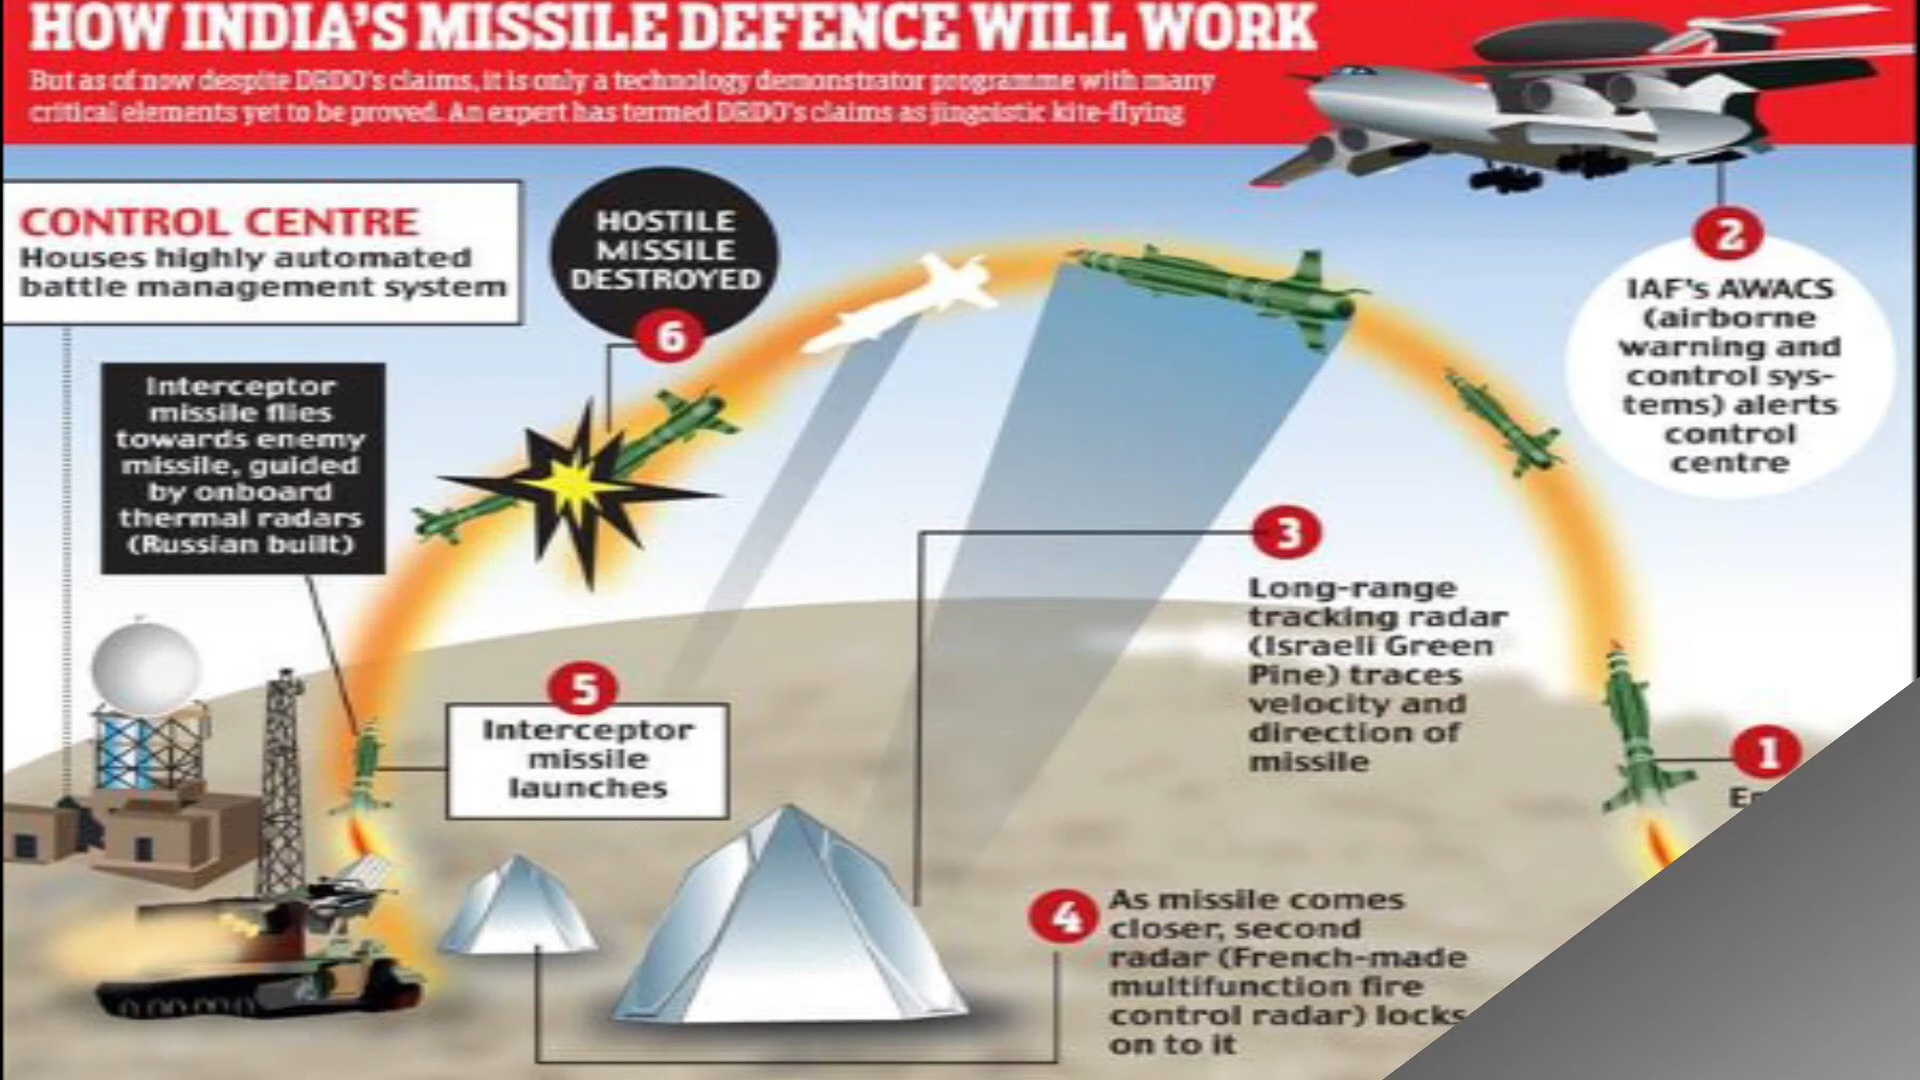 HOW INDIA'S MISSILE DEFENCE WILL WORK
But as of now despite DRDO's claims, it is only a technology demonstrator programme with many
critical elements yet to be proved. An expert has termed DRDO's claims as jingoistic kite-flying
CONTROL CENTRE
Houses highly automated
battle management system
Interceptor
missile flies
towards enemy
missile, guided
by onboard
thermal radars
(Russian built)
HOSTILE
MISSILE
DESTROYED
6
2
IAF's AWACS
(airborne
warning and
control sys-
tems) alerts
control
centre
3
Long-range
tracking radar
(Israeli Green
Pine) traces
velocity and
direction of
missile
1
5
Interceptor
missile
launches
4
As missile comes
closer, second
radar (French-made
multifunction fire
control radar) locks
on to it